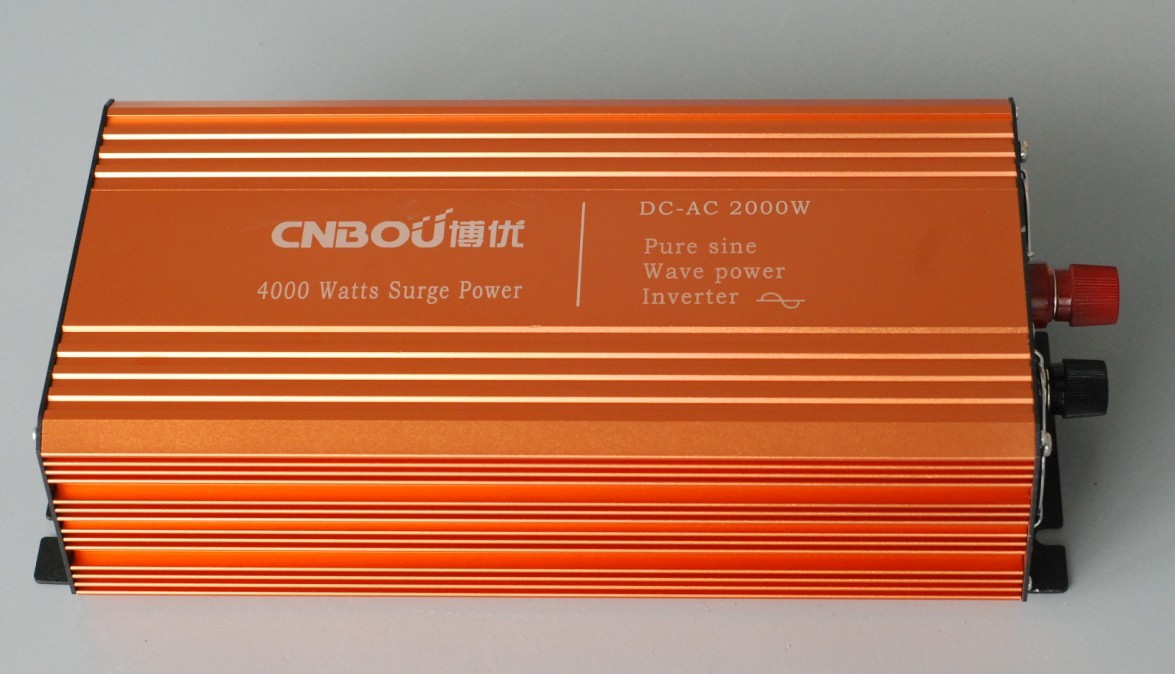 CNBOU博优
4000 Watts Surge Power
DC-AC 2000W
Pure sine
Wave power
Inverter